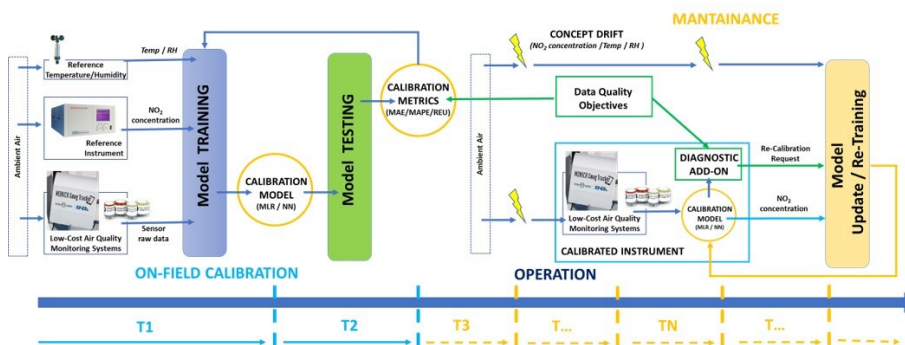 MANTAINANCE
CONCEPT DRIFT
(NO2 concentration /Temp / RH )
Ambient Air
Reference
Temperature/Humidity
Temp / RH
NO2
concentration
Reference
Instrument
Low-Cost Air Quality
Monitoring Systems
Sensor
raw data
Model TRAINING
CALIBRATION
MODEL
(MLR / NN)
Model TESTING
CALIBRATION
METRICS
(MAE/MAPE/REU)
Ambient Air
Data Quality
Objectives
Low-Cost Air Quality
Monitoring Systems
DIAGNOSTIC
ADD-ON
CALIBRATION
MODEL
(MLR / NN)
CALIBRATED INSTRUMENT
Re-Calibration
Request
NO2
concentration
Model
Update / Re-Training
ON-FIELD CALIBRATION
OPERATION
T1
T2
T3
T...
TN
T...